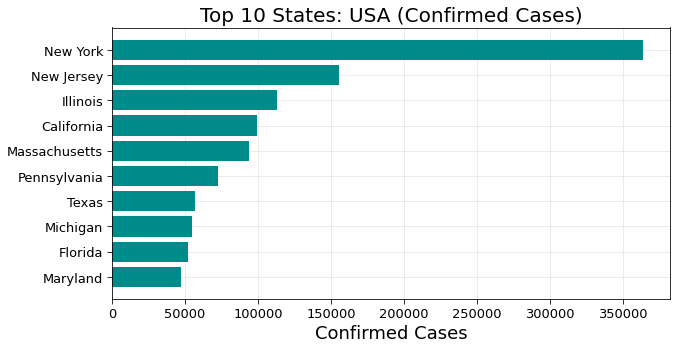 Top 10 States: USA (Confirmed Cases)
New York
New Jersey
Illinois
California
Massachusetts
Pennsylvania
Texas
Michigan
Florida
Maryland
0 50000 100000 150000 200000 250000 300000 350000
Confirmed Cases